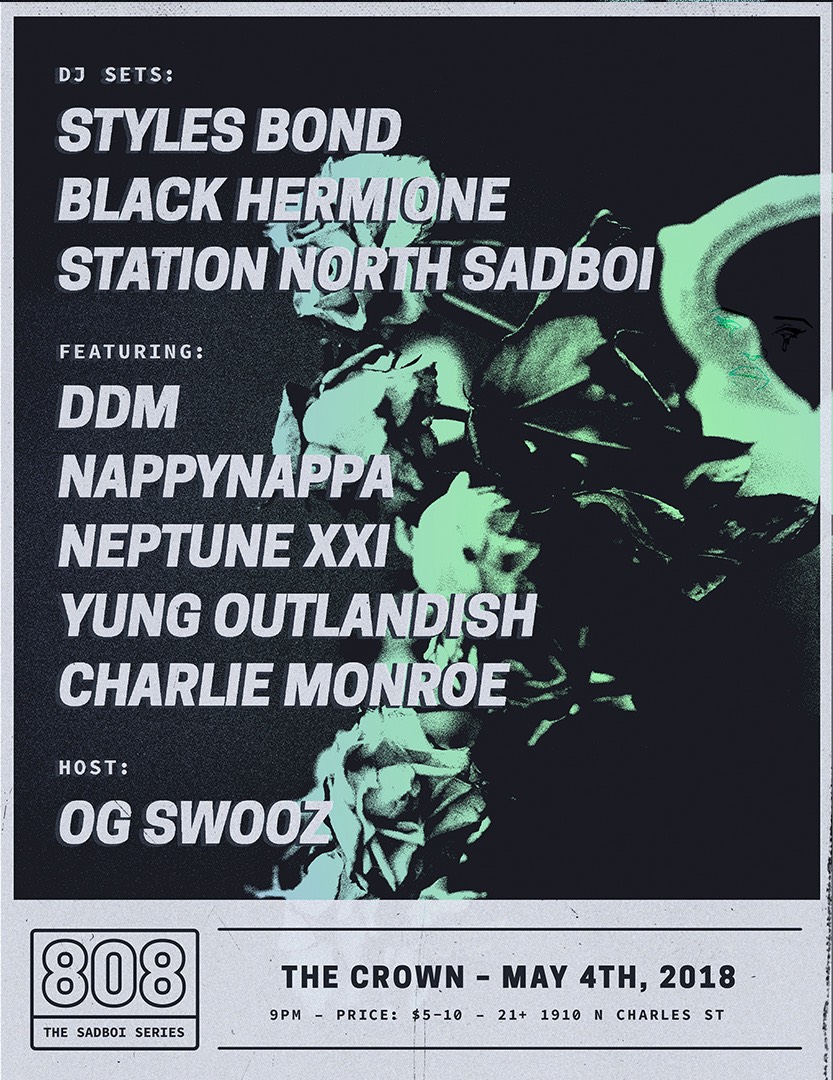 DJ SETS:
STYLES BOND
BLACK HERMIONE
STATION NORTH SADBOI
FEATURING:
DDM
NAPPYNAPPA
NEPTUNE XXI
YUNG OUTLANDISH
CHARLIE MONROE
HOST:
OG SWOOZ
808
THE SADBOI SERIES
THE CROWN – MAY 4TH, 2018
9PM – PRICE: $5-10 – 21+ 1910 N CHARLES ST